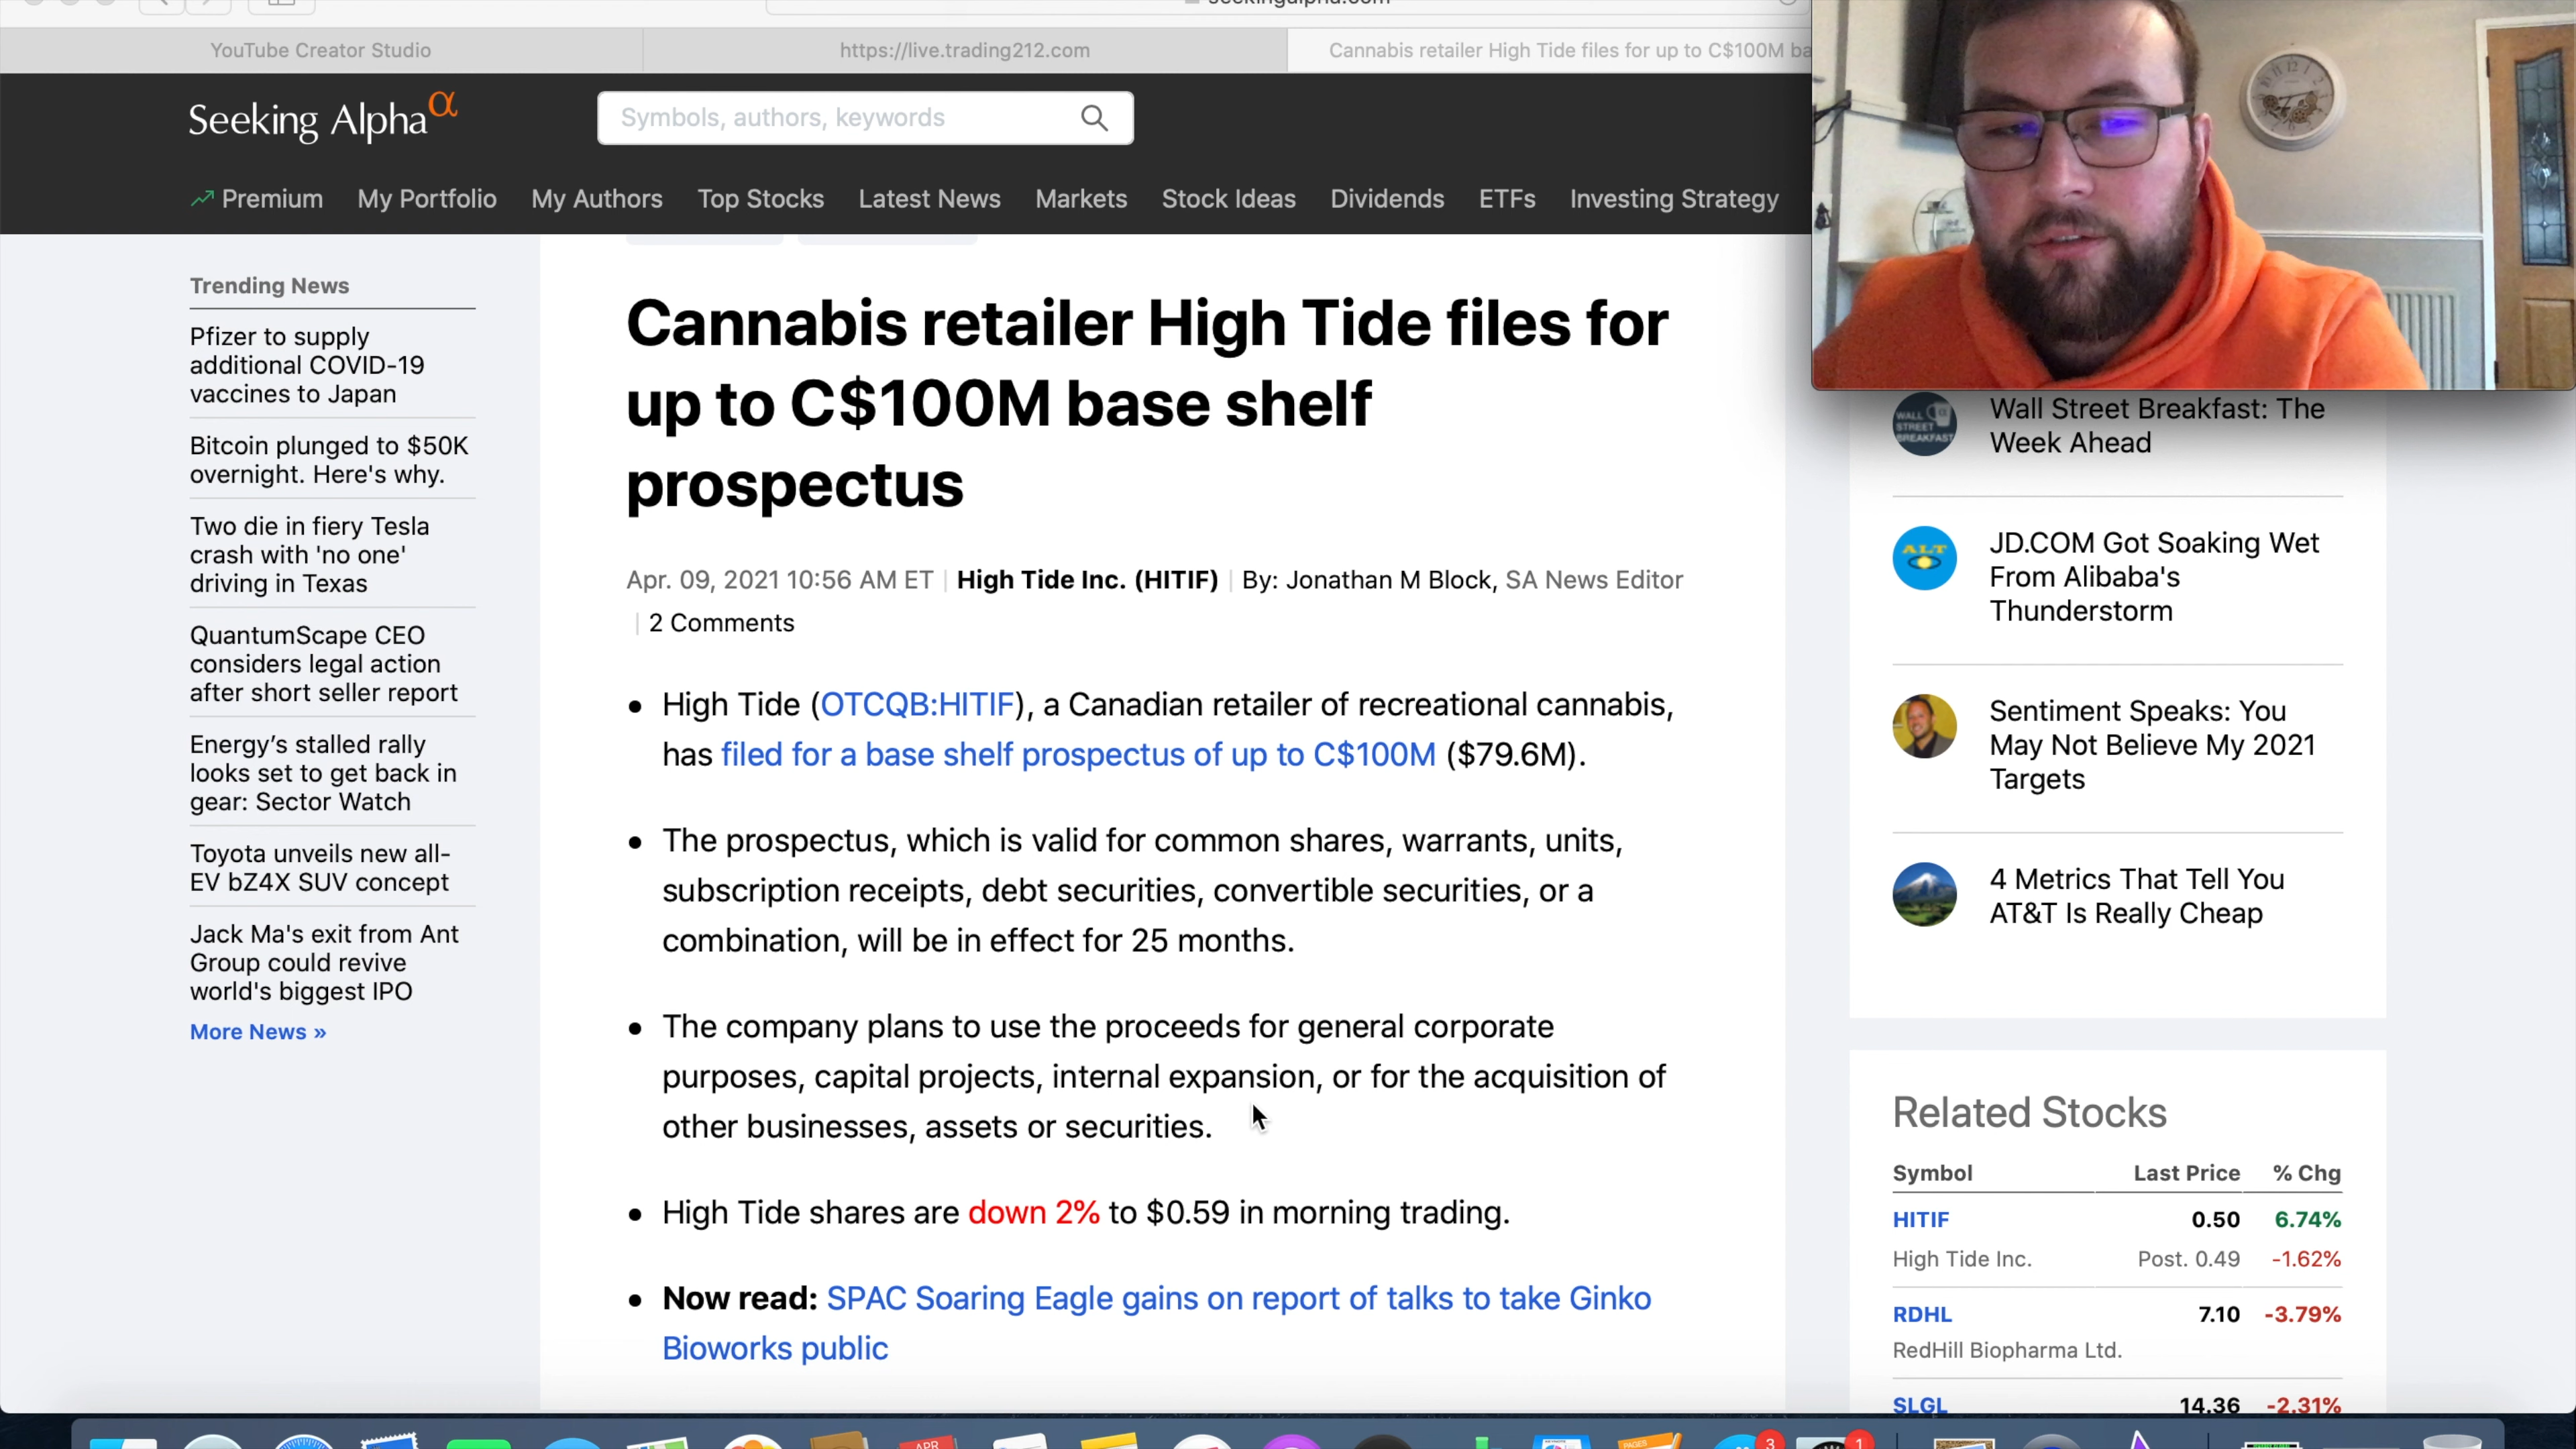 seekingalpha.com
YouTube Creator Studio
https://live.trading212.com
Cannabis retailer High Tide files for up to C$100M ba
Seeking Alpha α
Symbols, authors, keywords
Premium My Portfolio My Authors Top Stocks Latest News Markets Stock Ideas Dividends ETFs Investing Strategy
Trending News
Pfizer to supply
additional COVID-19
vaccines to Japan
Bitcoin plunged to $50K
overnight. Here's why.
Two die in fiery Tesla
crash with 'no one'
driving in Texas
QuantumScape CEO
considers legal action
after short seller report
Energy’s stalled rally
looks set to get back in
gear: Sector Watch
Toyota unveils new all-
EV bZ4X SUV concept
Jack Ma's exit from Ant
Group could revive
world's biggest IPO
More News »
Cannabis retailer High Tide files for
up to C$100M base shelf
prospectus
Apr. 09, 2021 10:56 AM ET | High Tide Inc. (HITIF) | By: Jonathan M Block, SA News Editor
| 2 Comments
• High Tide (OTCQB:HITIF), a Canadian retailer of recreational cannabis,
has filed for a base shelf prospectus of up to C$100M ($79.6M).
• The prospectus, which is valid for common shares, warrants, units,
subscription receipts, debt securities, convertible securities, or a
combination, will be in effect for 25 months.
• The company plans to use the proceeds for general corporate
purposes, capital projects, internal expansion, or for the acquisition of
other businesses, assets or securities.
• High Tide shares are down 2% to $0.59 in morning trading.
• Now read: SPAC Soaring Eagle gains on report of talks to take Ginko
Bioworks public
WALL
STREET
BREAKFAST
Wall Street Breakfast: The
Week Ahead
ALT
JD.COM Got Soaking Wet
From Alibaba's
Thunderstorm
Sentiment Speaks: You
May Not Believe My 2021
Targets
4 Metrics That Tell You
AT&T Is Really Cheap
Related Stocks
Symbol Last Price % Chg
HITIF 0.50 6.74%
High Tide Inc. Post. 0.49 -1.62%
RDHL 7.10 -3.79%
RedHill Biopharma Ltd.
SLGL 14.36 -2.31%
APR
PAGES
3
1